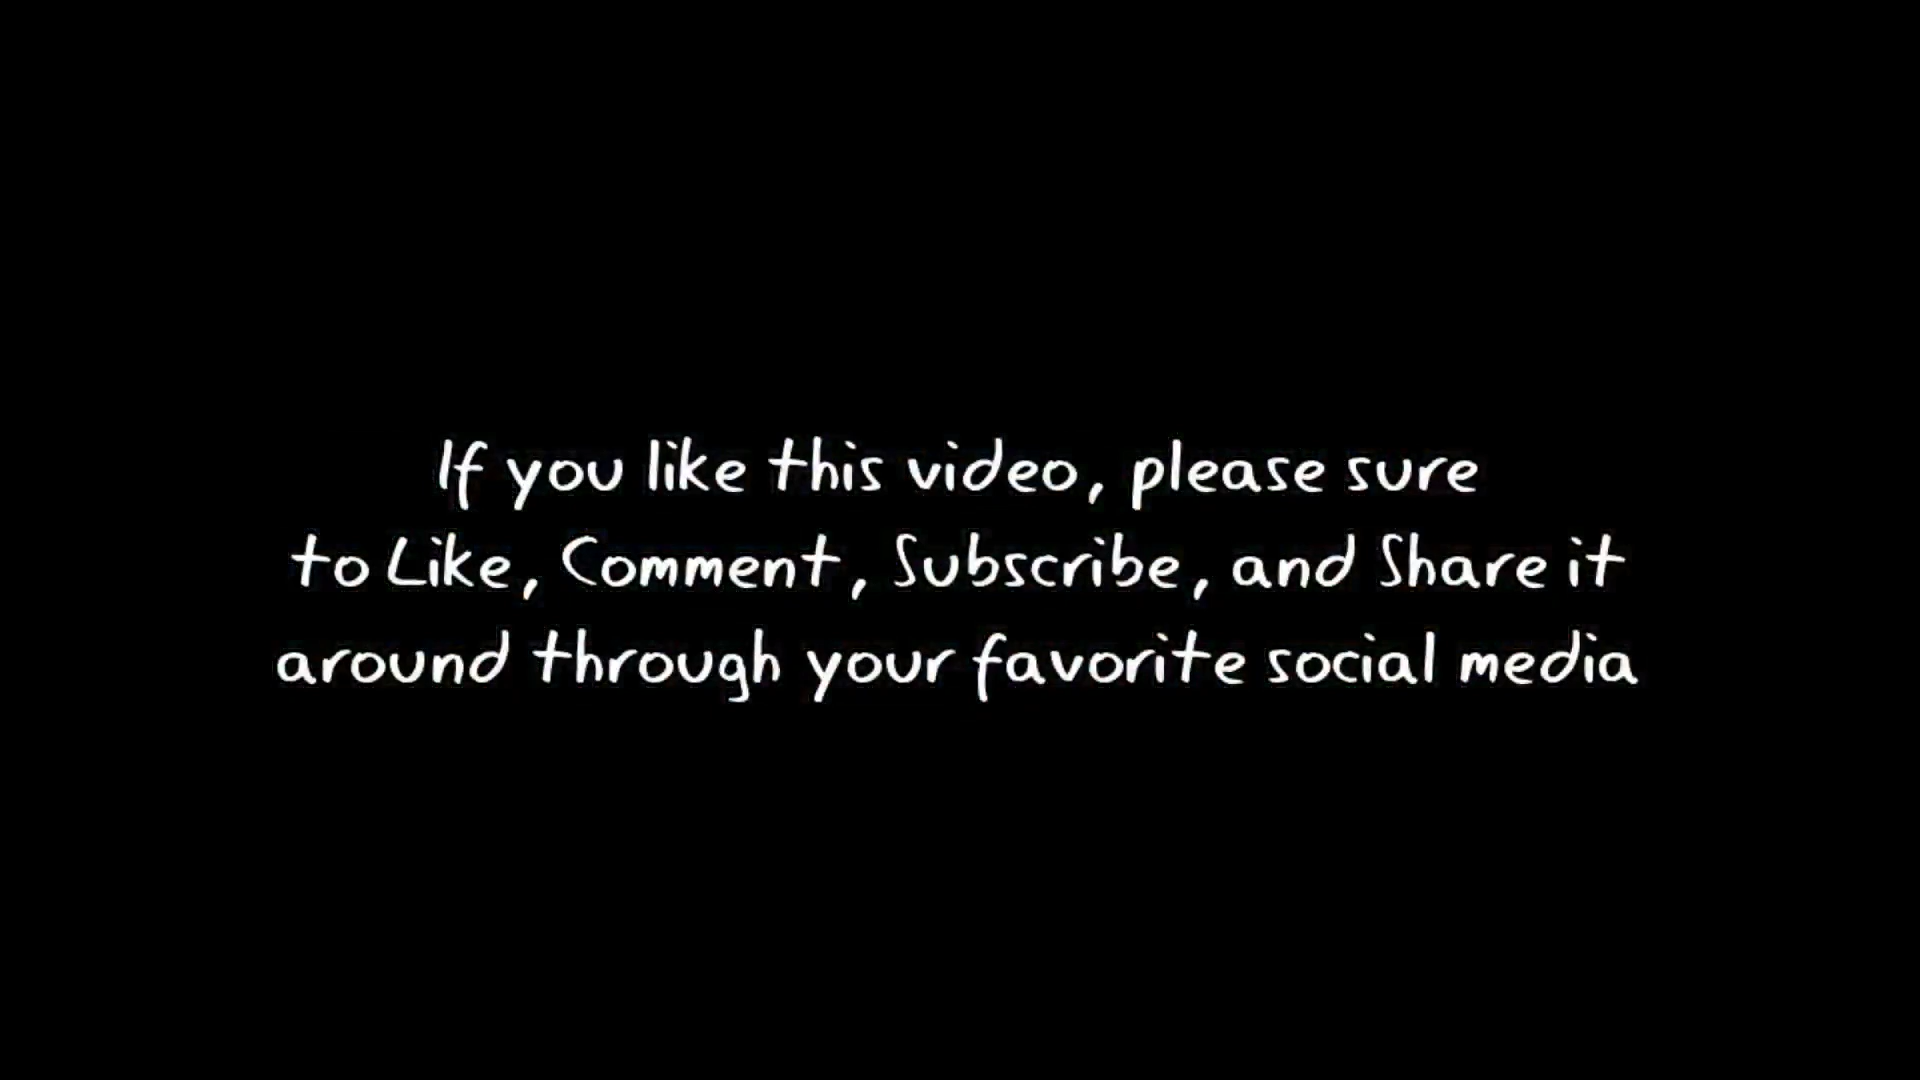 If you like this video, please sure
to Like, Comment, Subscribe, and Share it
around through your favorite social media